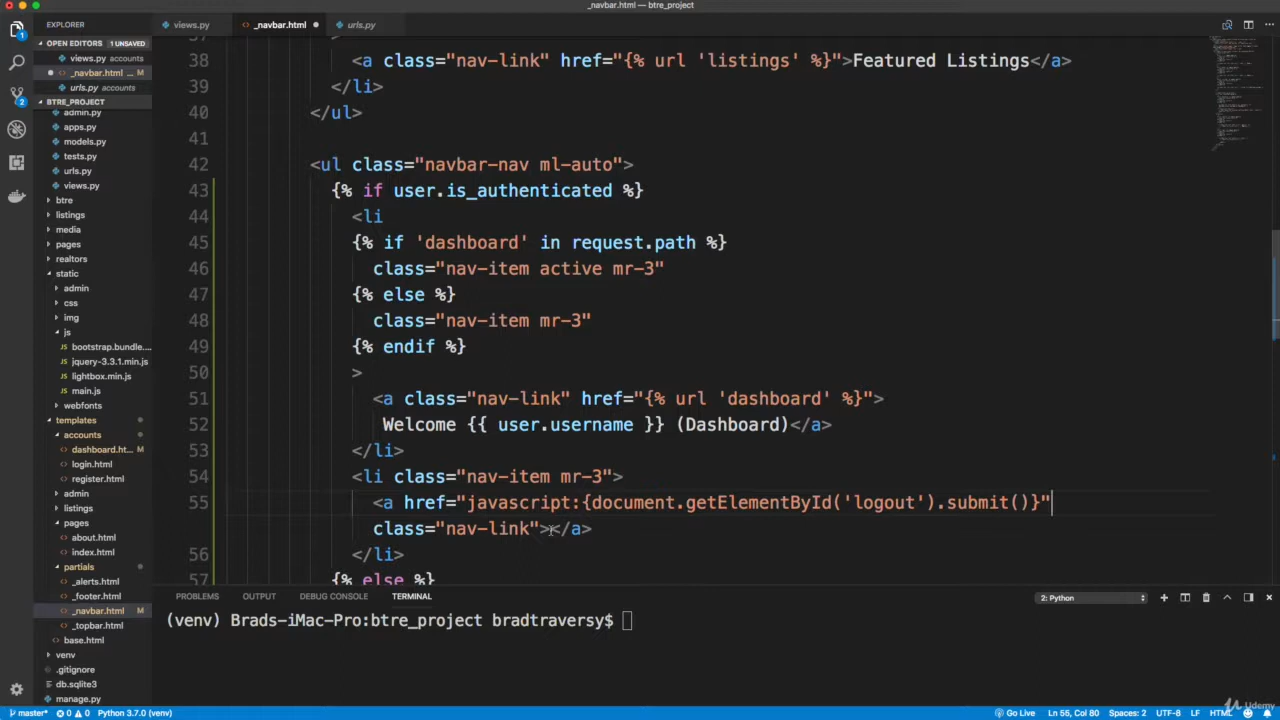 _navbar.html — btre_project
EXPLORER
OPEN EDITORS 1 UNSAVED
views.py accounts
_navbar.html ... M
urls.py accounts
BTRE_PROJECT
admin.py
apps.py
models.py
tests.py
urls.py
views.py
btre
listings
media
pages
realtors
static
admin
css
img
js
bootstrap.bundle....
jquery-3.3.1.min.js
lightbox.min.js
main.js
webfonts
templates
accounts
dashboard.ht... M
login.html
register.html
admin
listings
pages
about.html
index.html
partials
_alerts.html
_footer.html
_navbar.html M
_topbar.html
base.html
venv
.gitignore
db.sqlite3
manage.py
views.py _navbar.html urls.py
37 >
38 <a class="nav-link" href="{% url 'listings' %}">Featured Listings</a>
39 </li>
40 </ul>
41
42 <ul class="navbar-nav ml-auto">
43 {% if user.is_authenticated %}
44 <li
45 {% if 'dashboard' in request.path %}
46 class="nav-item active mr-3"
47 {% else %}
48 class="nav-item mr-3"
49 {% endif %}
50 >
51 <a class="nav-link" href="{% url 'dashboard' %}">
52 Welcome {{ user.username }} (Dashboard)</a>
53 </li>
54 <li class="nav-item mr-3">
55 <a href="javascript:{document.getElementById('logout').submit()}"
class="nav-link"></a>
56 </li>
57 {% else %}
PROBLEMS OUTPUT DEBUG CONSOLE TERMINAL 2: Python
(venv) Brads-iMac-Pro:btre_project bradtraversy$
master* 0 0 Python 3.7.0 (venv) Go Live Ln 55, Col 80 Spaces: 2 UTF-8 LF HTML
Udemy